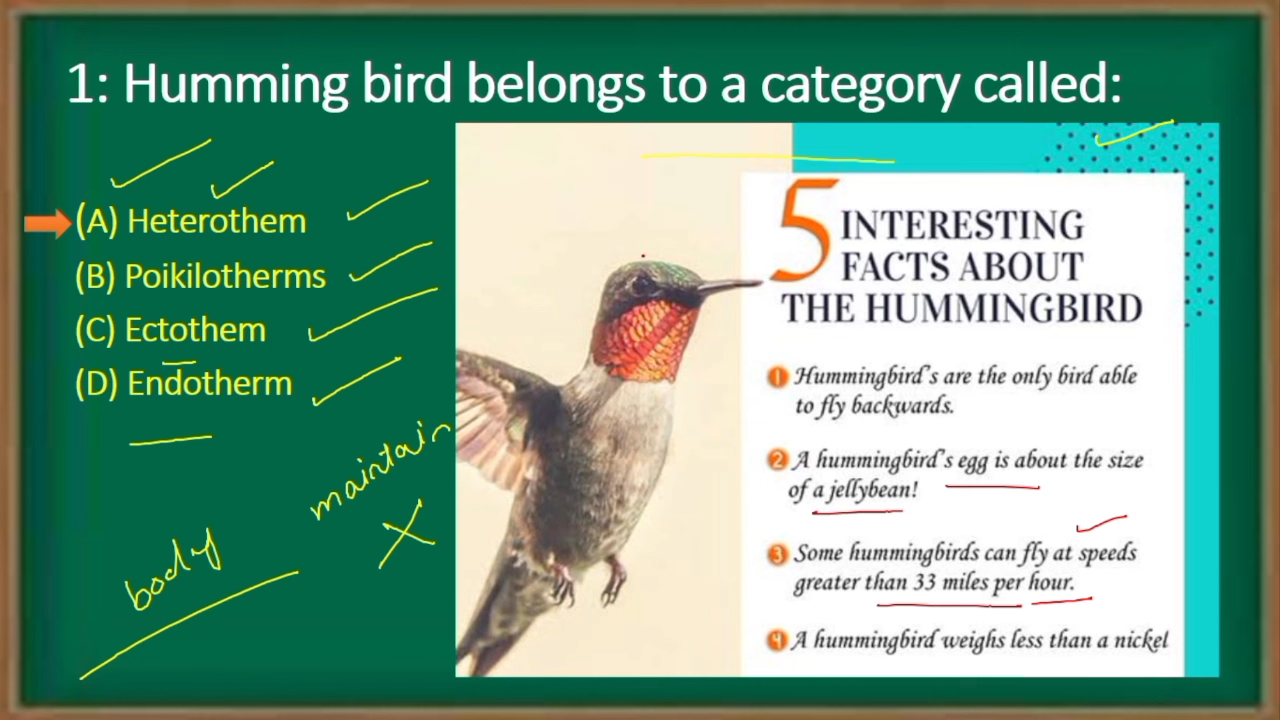 1: Humming bird belongs to a category called:
(A) Heterothem
(B) Poikilotherms
(C) Ectothem
(D) Endotherm
maintain
body
5 INTERESTING
FACTS ABOUT
THE HUMMINGBIRD
1 Hummingbird's are the only bird able
to fly backwards.
2 A hummingbird's egg is about the size
of a jellybean!
3 Some hummingbirds can fly at speeds
greater than 33 miles per hour.
4 A hummingbird weighs less than a nickel